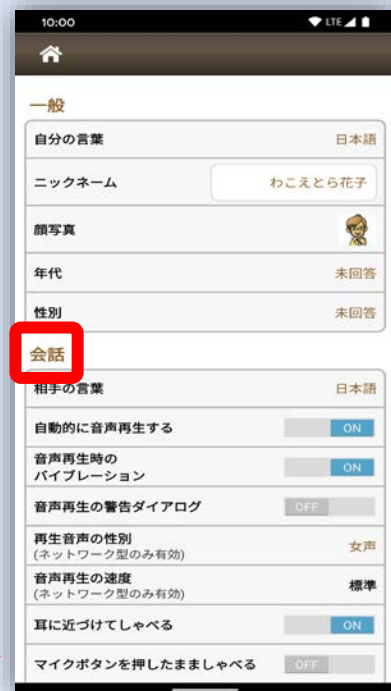 10:00 LTE
一般
自分の言葉 日本語
ニックネーム わこえとら花子
顔写真
年代 未回答
性別 未回答
会話
相手の言葉 日本語
自動的に音声再生する ON
音声再生時の
バイブレーション ON
音声再生の警告ダイアログ OFF
再生音声の性別
(ネットワーク型のみ有効) 女声
音声再生の速度
(ネットワーク型のみ有効) 標準
耳に近づけてしゃべる ON
マイクボタンを押したまましゃべる OFF